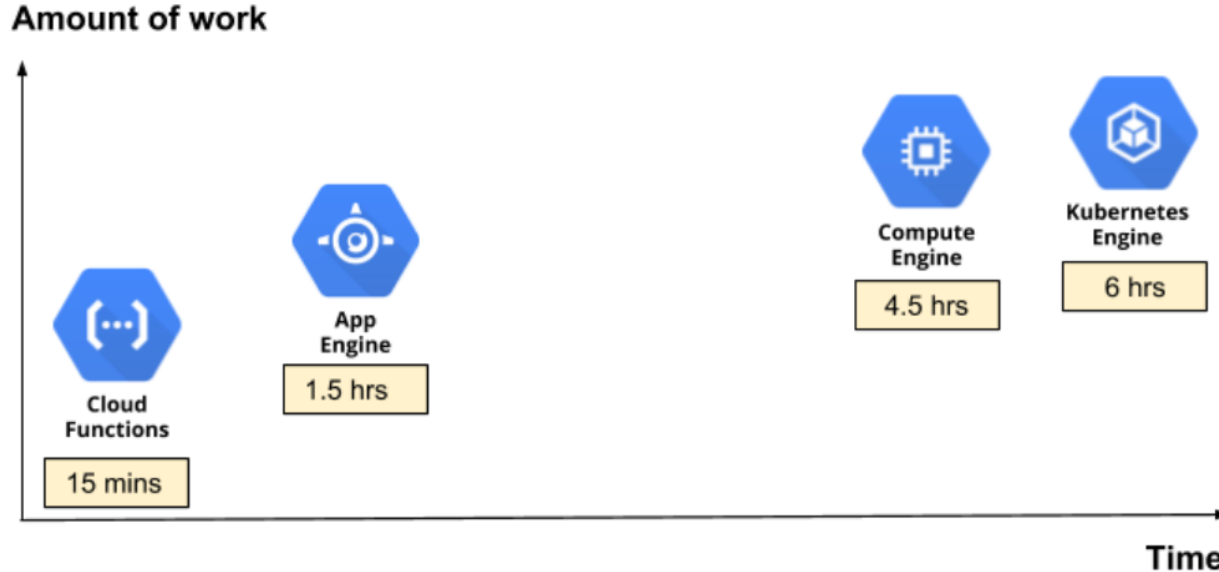 Amount of work
Cloud
Functions
15 mins
App
Engine
1.5 hrs
Compute
Engine
4.5 hrs
Kubernetes
Engine
6 hrs
Time